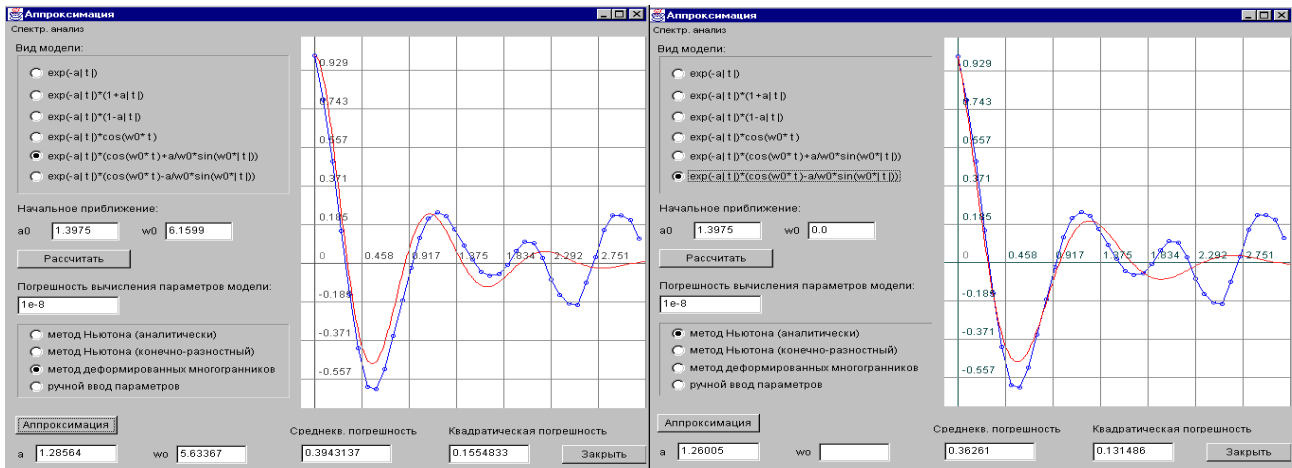 Аппроксимация
Спектр. анализ
Вид модели:
exp(-a| t |)
exp(-a| t |)*(1+a| t |)
exp(-a| t |)*(1-a| t |)
exp(-a| t |)*cos(w0* t )
exp(-a| t |)*(cos(w0* t )+a/w0*sin(w0*| t |))
exp(-a| t |)*(cos(w0* t )-a/w0*sin(w0*| t |))
Начальное приближение:
a0 1.3975 w0 6.1599
Рассчитать
Погрешность вычисления параметров модели:
1e-8
метод Ньютона (аналитически)
метод Ньютона (конечно-разностный)
метод деформированных многогранников
ручной ввод параметров
Аппроксимация
a 1.28564 wo 5.63367
0.929
0.743
0.557
0.371
0.185
0 0.458 0.917 1.375 1.834 2.292 2.751
-0.185
-0.371
-0.557
Среднекв. погрешность Квадратическая погрешность
0.3943137 0.1554833 Закрыть
Аппроксимация
Спектр. анализ
Вид модели:
exp(-a| t |)
exp(-a| t |)*(1+a| t |)
exp(-a| t |)*(1-a| t |)
exp(-a| t |)*cos(w0* t )
exp(-a| t |)*(cos(w0* t )+a/w0*sin(w0*| t |))
exp(-a| t |)*(cos(w0* t )-a/w0*sin(w0*| t |))
Начальное приближение:
a0 1.3975 w0 0.0
Рассчитать
Погрешность вычисления параметров модели:
1e-8
метод Ньютона (аналитически)
метод Ньютона (конечно-разностный)
метод деформированных многогранников
ручной ввод параметров
Аппроксимация
a 1.26005 wo
0.929
0.743
0.557
0.371
0.185
0 0.458 0.917 1.375 1.834 2.292 2.751
-0.185
-0.371
-0.557
Среднекв. погрешность Квадратическая погрешность
0.36261 0.131486 Закрыть